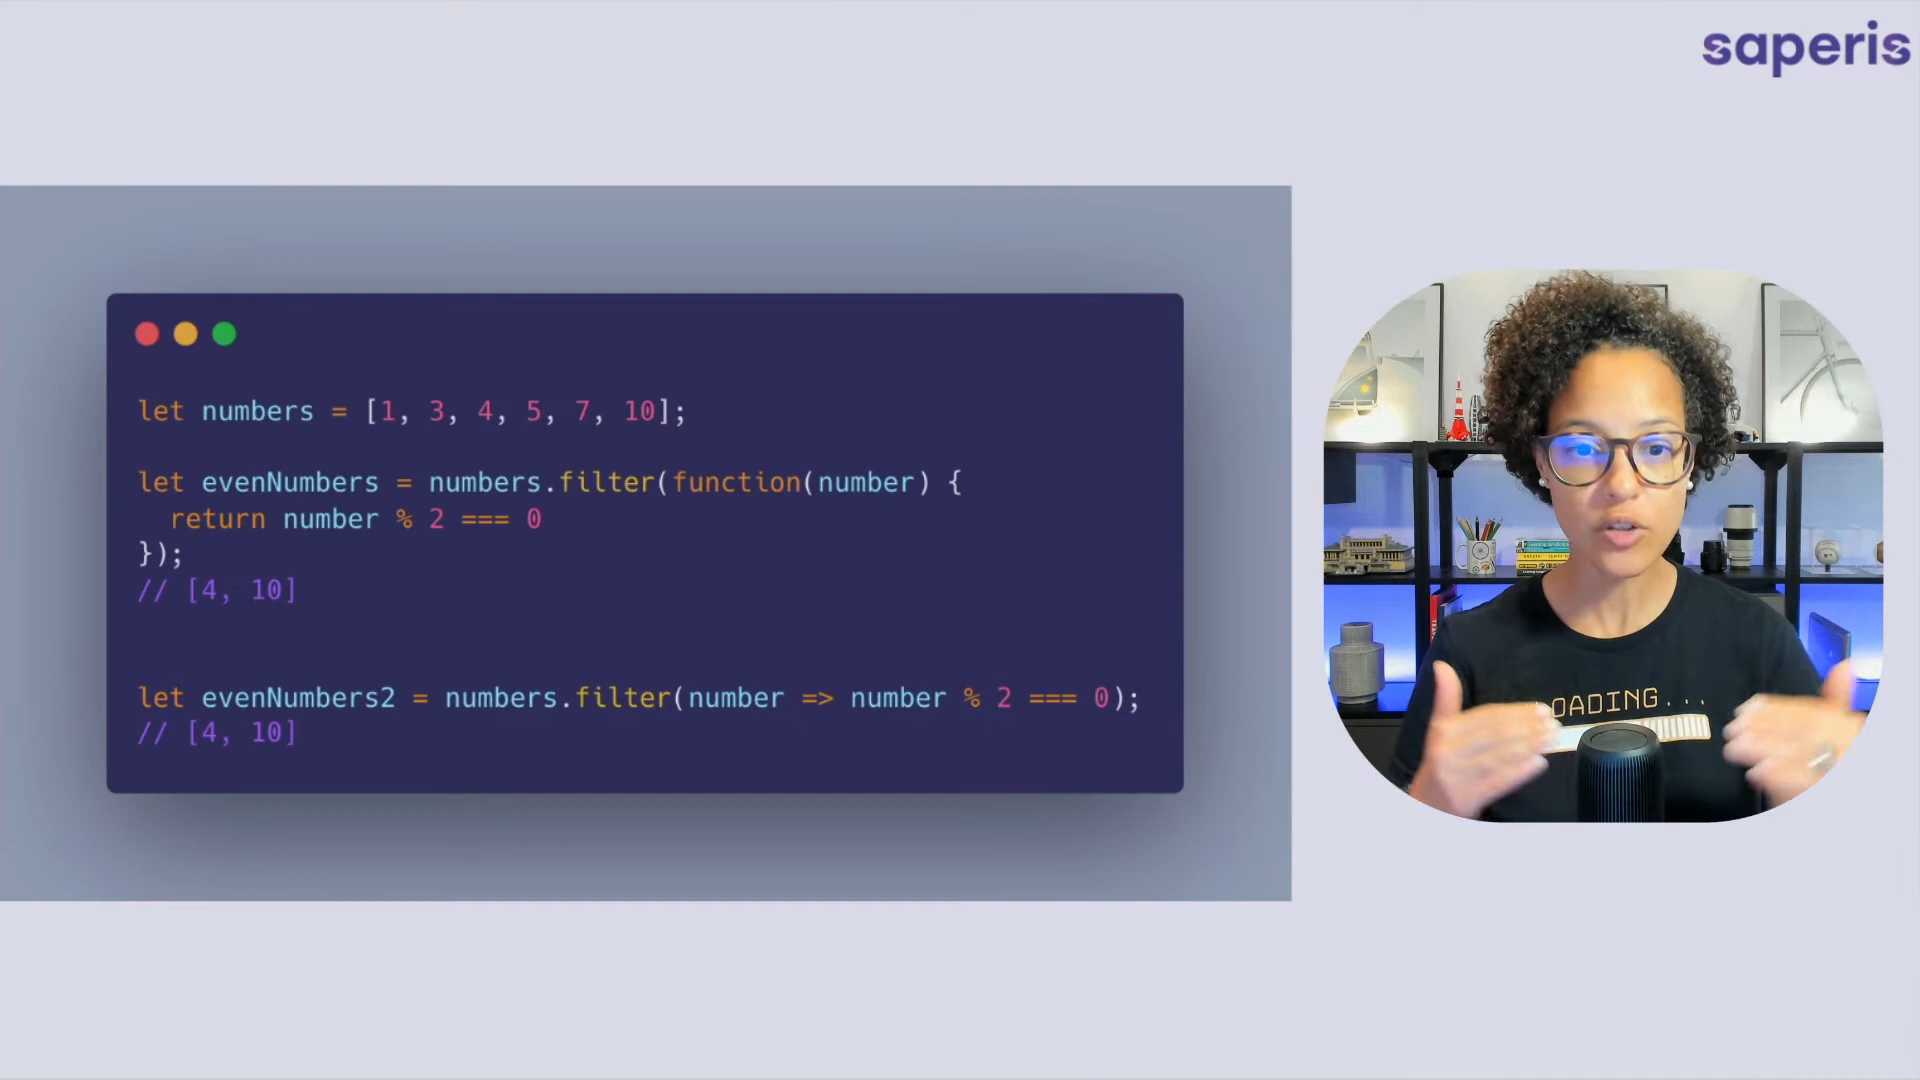 saperis
let numbers = [1, 3, 4, 5, 7, 10];
let evenNumbers = numbers.filter(function(number) {
  return number % 2 === 0
});
// [4, 10]
let evenNumbers2 = numbers.filter(number => number % 2 === 0);
// [4, 10]
LOADING...